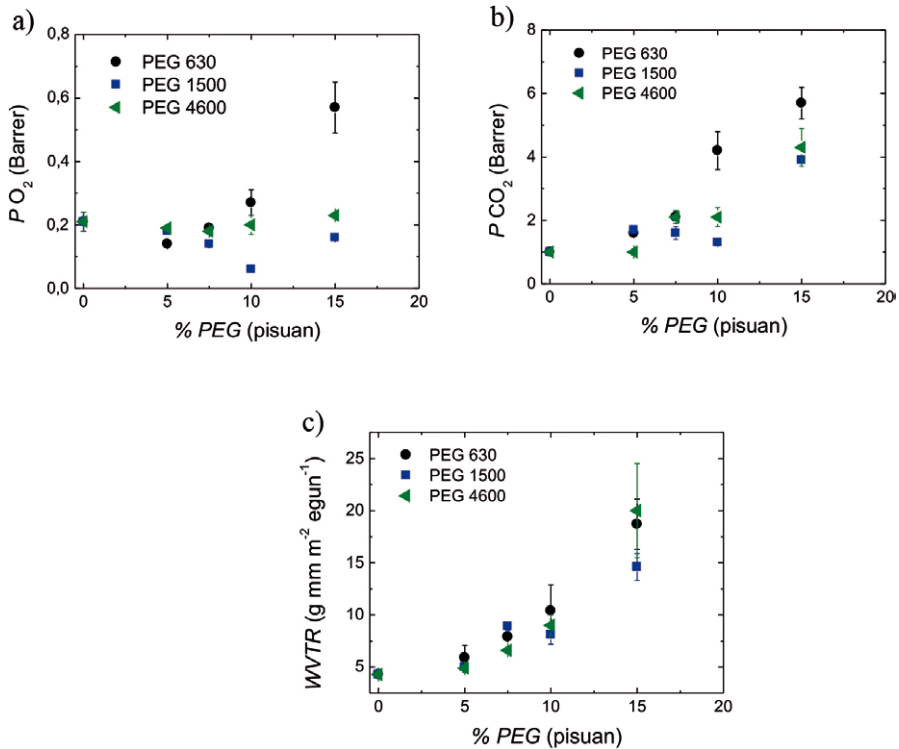 a)
0,8
0,6
0,4
0,2
0,0
P O₂ (Barrer)
PEG 630
PEG 1500
PEG 4600
0 5 10 15 20
% PEG (pisuan)
b)
8
6
4
2
0
P CO₂ (Barrer)
PEG 630
PEG 1500
PEG 4600
0 5 10 15 20
% PEG (pisuan)
c)
25
20
15
10
5
WVTR (g mm m⁻² egun⁻¹)
PEG 630
PEG 1500
PEG 4600
0 5 10 15 20
% PEG (pisuan)